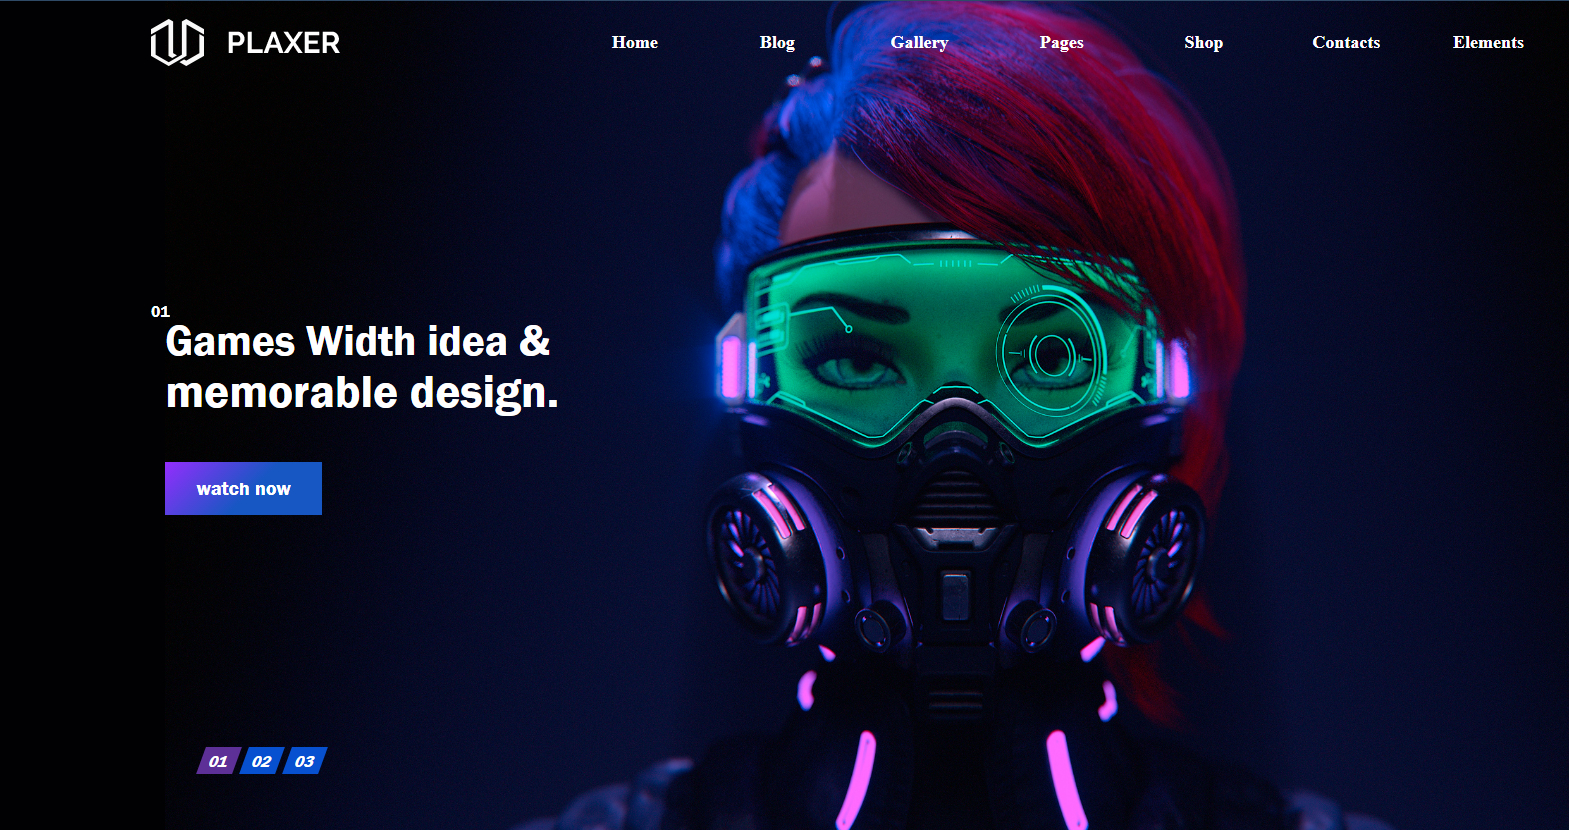 PLAXER
Home Blog Gallery Pages Shop Contacts Elements
01
Games Width idea &
memorable design.
watch now
01 02 03